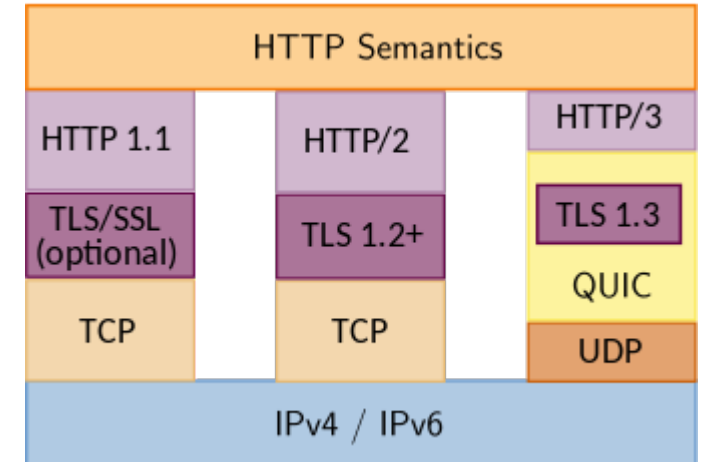 HTTP Semantics
HTTP 1.1
TLS/SSL
(optional)
TCP
HTTP/2
TLS 1.2+
TCP
HTTP/3
TLS 1.3
QUIC
UDP
IPv4 / IPv6